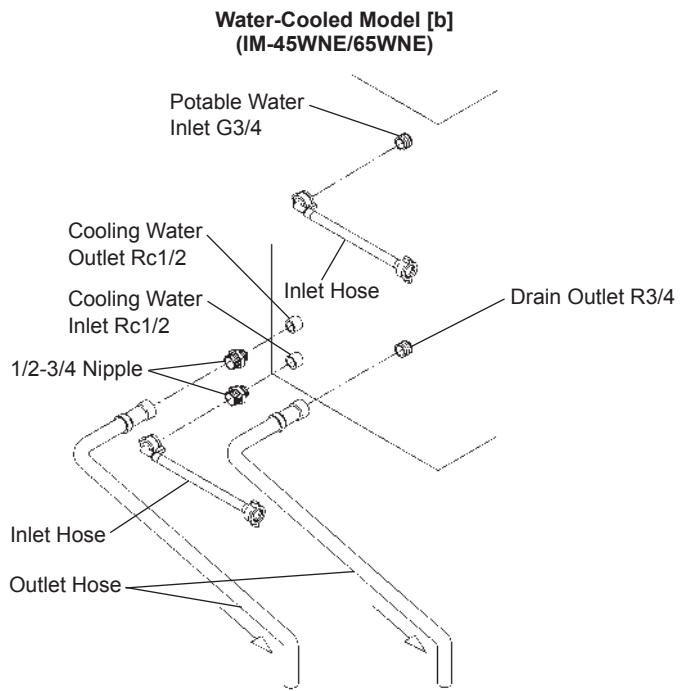 Water-Cooled Model [b]
(IM-45WNE/65WNE)
Potable Water
Inlet G3/4
Cooling Water
Outlet Rc1/2
Inlet Hose
Drain Outlet R3/4
Cooling Water
Inlet Rc1/2
1/2-3/4 Nipple
Inlet Hose
Outlet Hose